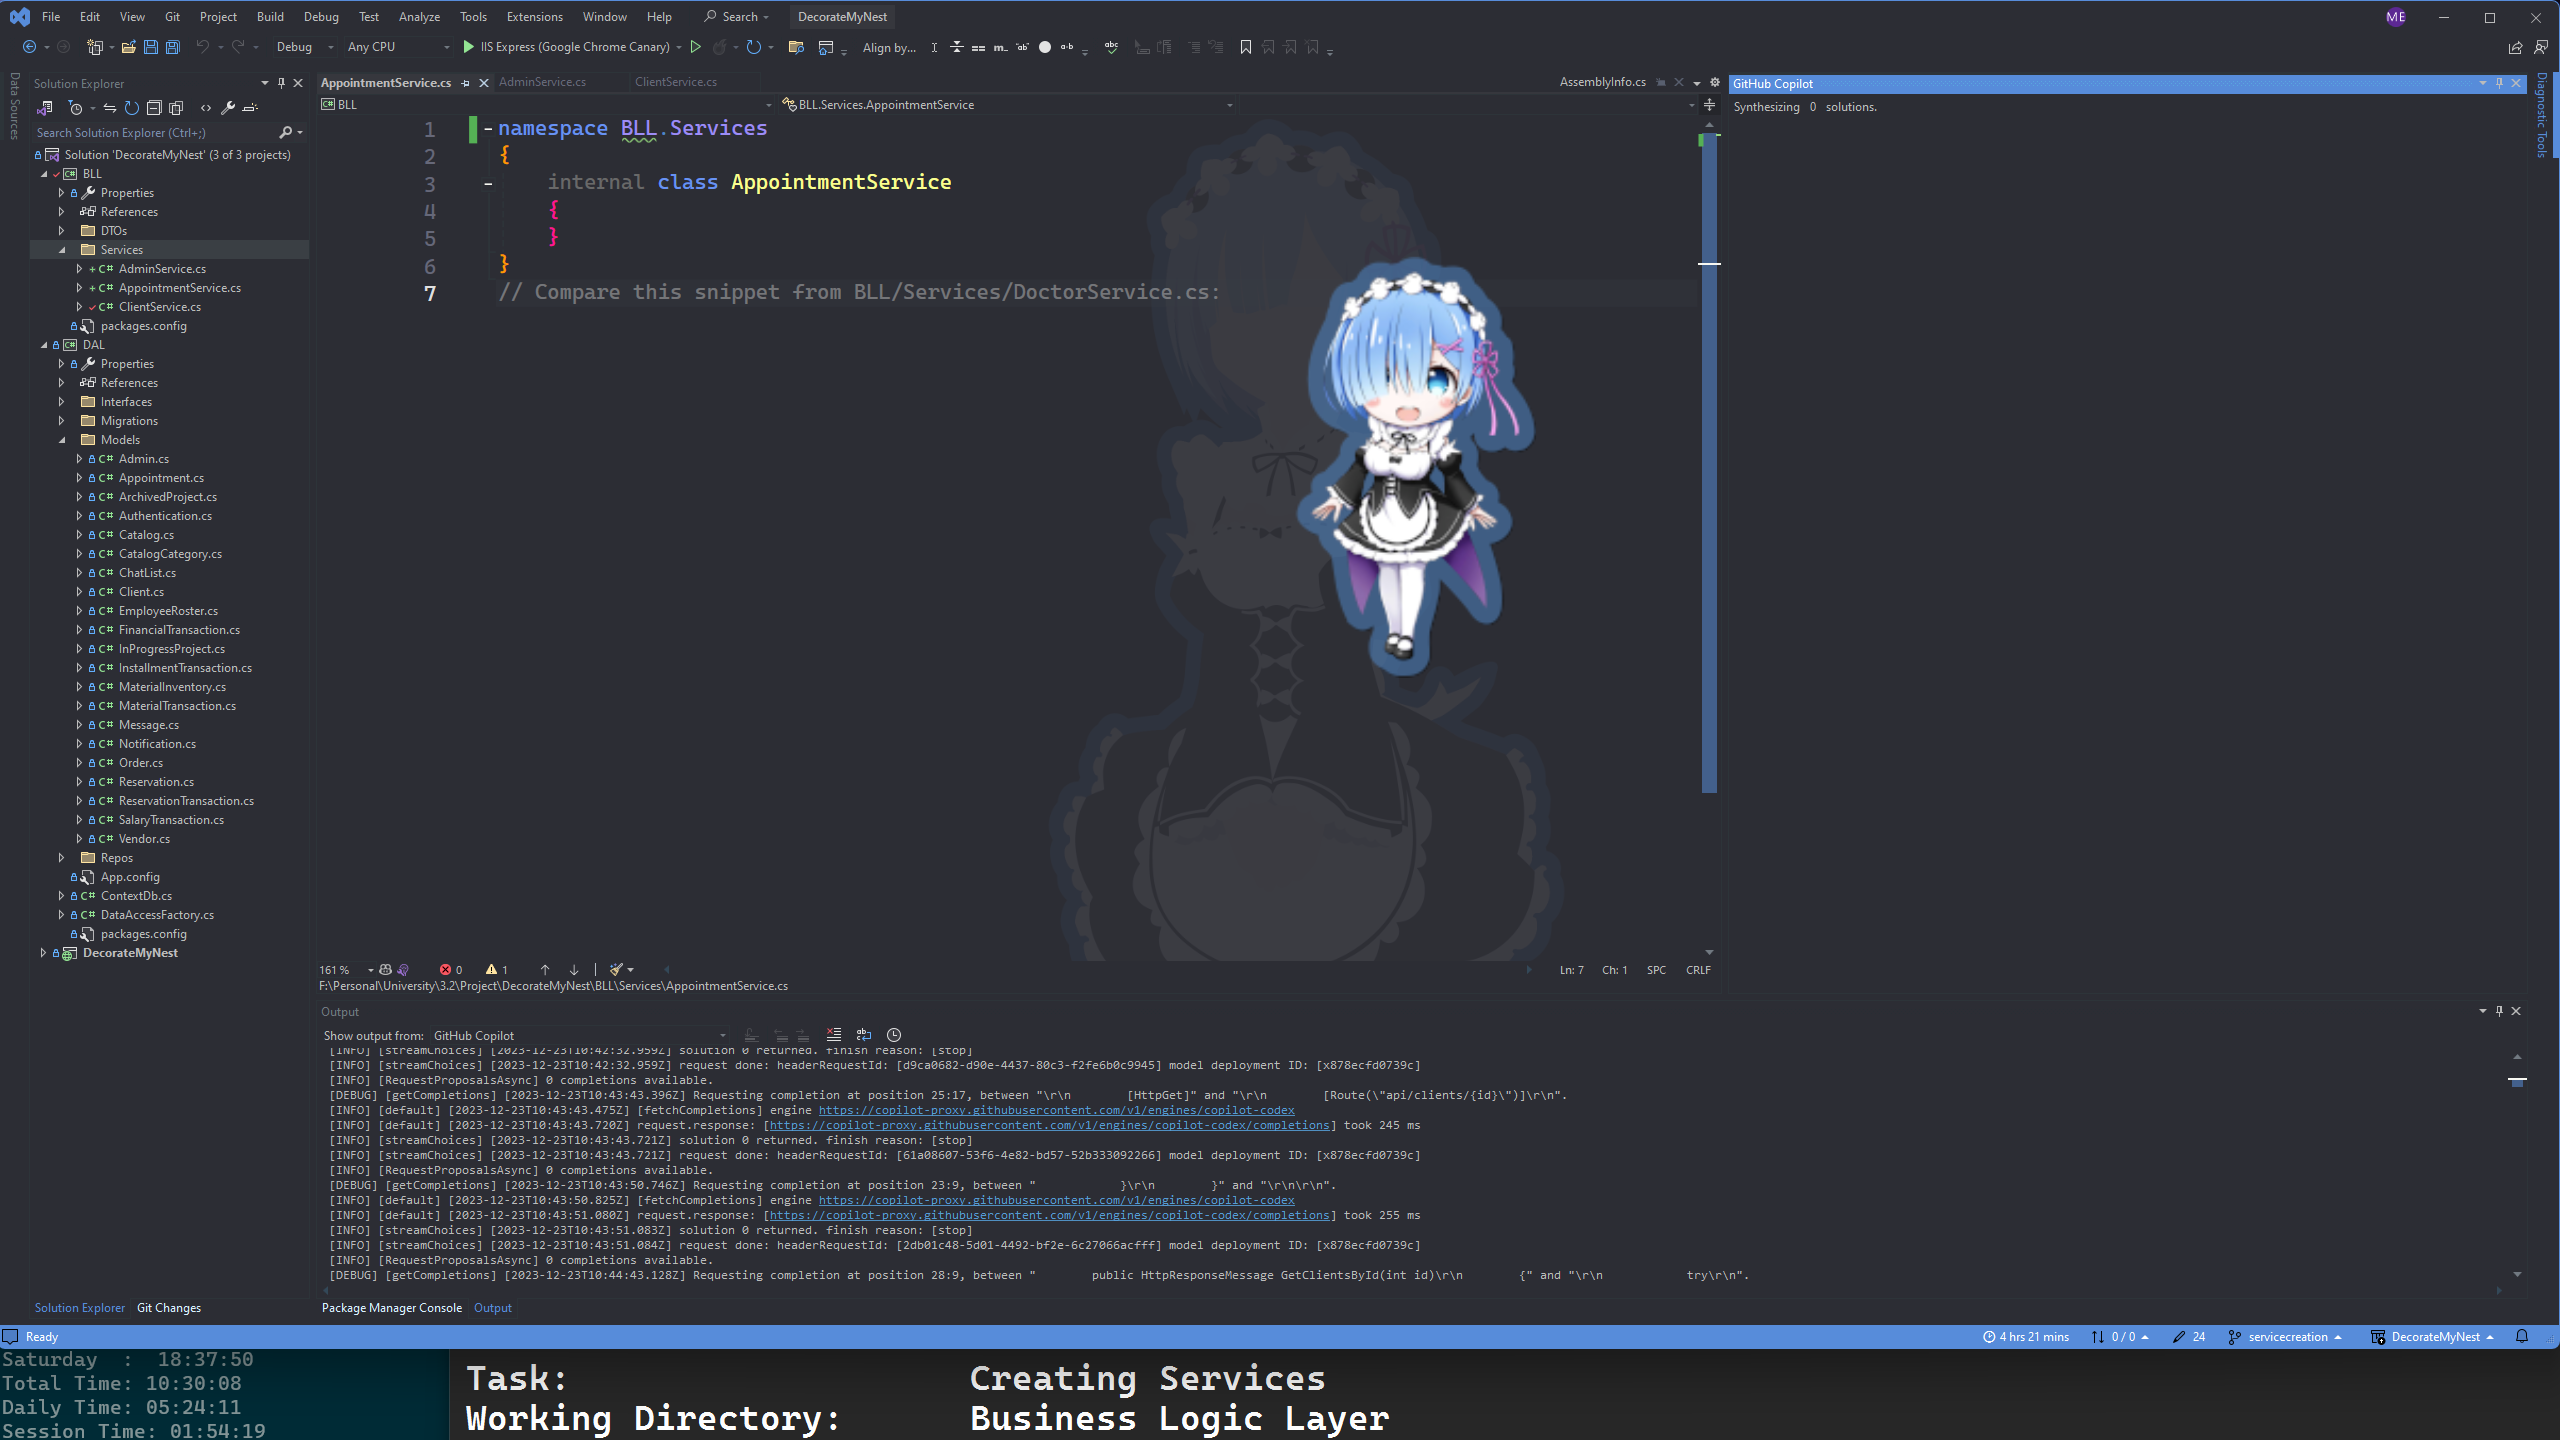 File Edit View Git Project Build Debug Test Analyze Tools Extensions Window Help Search DecorateMyNest ME
Debug Any CPU IIS Express (Google Chrome Canary) Align by...
Data Sources
Solution Explorer
Search Solution Explorer (Ctrl+;)
Solution 'DecorateMyNest' (3 of 3 projects)
BLL
Properties
References
DTOs
Services
AdminService.cs
AppointmentService.cs
ClientService.cs
packages.config
DAL
Properties
References
Interfaces
Migrations
Models
Admin.cs
Appointment.cs
ArchivedProject.cs
Authentication.cs
Catalog.cs
CatalogCategory.cs
ChatList.cs
Client.cs
EmployeeRoster.cs
FinancialTransaction.cs
InProgressProject.cs
InstallmentTransaction.cs
MaterialInventory.cs
MaterialTransaction.cs
Message.cs
Notification.cs
Order.cs
Reservation.cs
ReservationTransaction.cs
SalaryTransaction.cs
Vendor.cs
Repos
App.config
ContextDb.cs
DataAccessFactory.cs
packages.config
DecorateMyNest
Solution Explorer Git Changes
AppointmentService.cs AdminService.cs ClientService.cs AssemblyInfo.cs
BLL BLL.Services.AppointmentService
1 namespace BLL.Services
2 {
3 internal class AppointmentService
4 {
5 }
6 }
7 // Compare this snippet from BLL/Services/DoctorService.cs:
161 % 0 1 Ln: 7 Ch: 1 SPC CRLF
F:\Personal\University\3.2\Project\DecorateMyNest\BLL\Services\AppointmentService.cs
GitHub Copilot
Synthesizing 0 solutions.
Diagnostic Tools
Output
Show output from: GitHub Copilot
[INFO] [streamChoices] [2023-12-23T10:42:32.959Z] solution 0 returned. finish reason: [stop]
[INFO] [streamChoices] [2023-12-23T10:42:32.959Z] request done: headerRequestId: [d9ca0682-d90e-4437-80c3-f2fe6b0c9945] model deployment ID: [x878ecfd0739c]
[INFO] [RequestProposalsAsync] 0 completions available.
[DEBUG] [getCompletions] [2023-12-23T10:43:43.396Z] Requesting completion at position 25:17, between "\r\n [HttpGet]" and "\r\n [Route(\"api/clients/{id}\")]\r\n".
[INFO] [default] [2023-12-23T10:43:43.475Z] [fetchCompletions] engine https://copilot-proxy.githubusercontent.com/v1/engines/copilot-codex
[INFO] [default] [2023-12-23T10:43:43.720Z] request.response: [https://copilot-proxy.githubusercontent.com/v1/engines/copilot-codex/completions] took 245 ms
[INFO] [streamChoices] [2023-12-23T10:43:43.721Z] solution 0 returned. finish reason: [stop]
[INFO] [streamChoices] [2023-12-23T10:43:43.721Z] request done: headerRequestId: [61a08607-53f6-4e82-bd57-52b333092266] model deployment ID: [x878ecfd0739c]
[INFO] [RequestProposalsAsync] 0 completions available.
[DEBUG] [getCompletions] [2023-12-23T10:43:50.746Z] Requesting completion at position 23:9, between " }\r\n }" and "\r\n\r\n".
[INFO] [default] [2023-12-23T10:43:50.825Z] [fetchCompletions] engine https://copilot-proxy.githubusercontent.com/v1/engines/copilot-codex
[INFO] [default] [2023-12-23T10:43:51.080Z] request.response: [https://copilot-proxy.githubusercontent.com/v1/engines/copilot-codex/completions] took 255 ms
[INFO] [streamChoices] [2023-12-23T10:43:51.083Z] solution 0 returned. finish reason: [stop]
[INFO] [streamChoices] [2023-12-23T10:43:51.084Z] request done: headerRequestId: [2db01c48-5d01-4492-bf2e-6c27066acfff] model deployment ID: [x878ecfd0739c]
[INFO] [RequestProposalsAsync] 0 completions available.
[DEBUG] [getCompletions] [2023-12-23T10:44:43.128Z] Requesting completion at position 28:9, between " public HttpResponseMessage GetClientsById(int id)\r\n {" and "\r\n try\r\n".
Package Manager Console Output
Ready 4 hrs 21 mins 0 / 0 24 servicecreation DecorateMyNest
Saturday : 18:37:50
Total Time: 10:30:08
Daily Time: 05:24:11
Session Time: 01:54:19
Task: Creating Services
Working Directory: Business Logic Layer